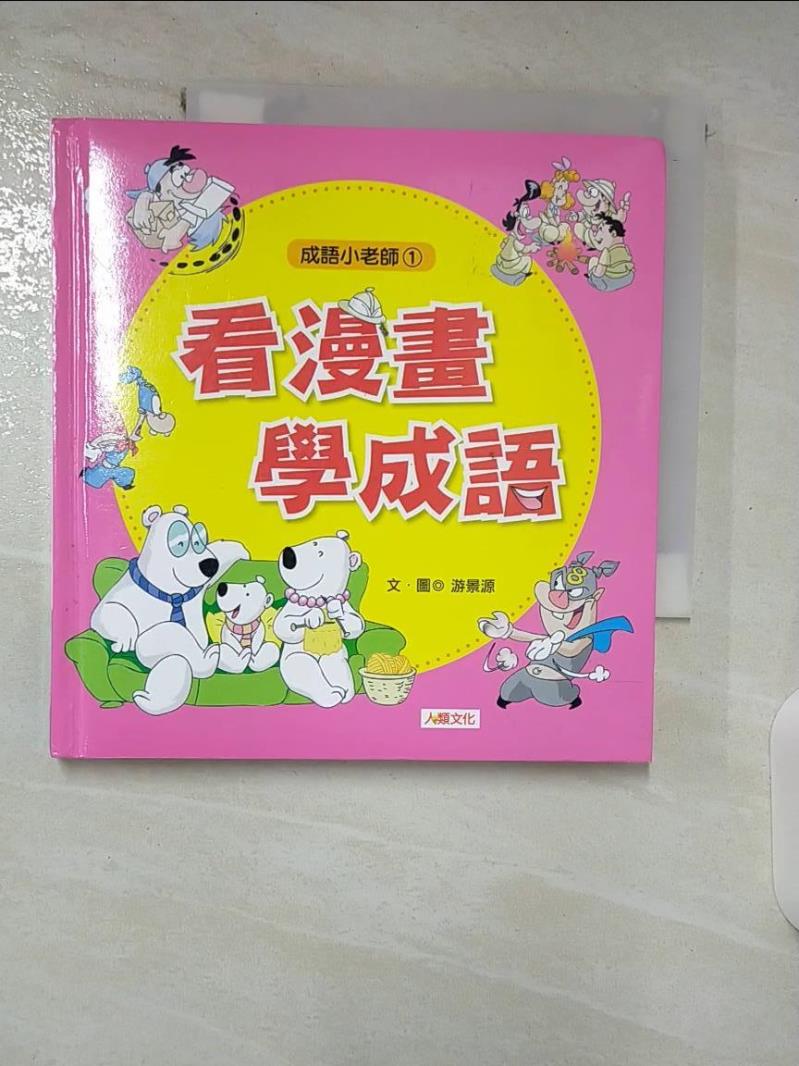 成語小老師①
看漫畫
學成語
文·圖◎ 游景源
人類文化